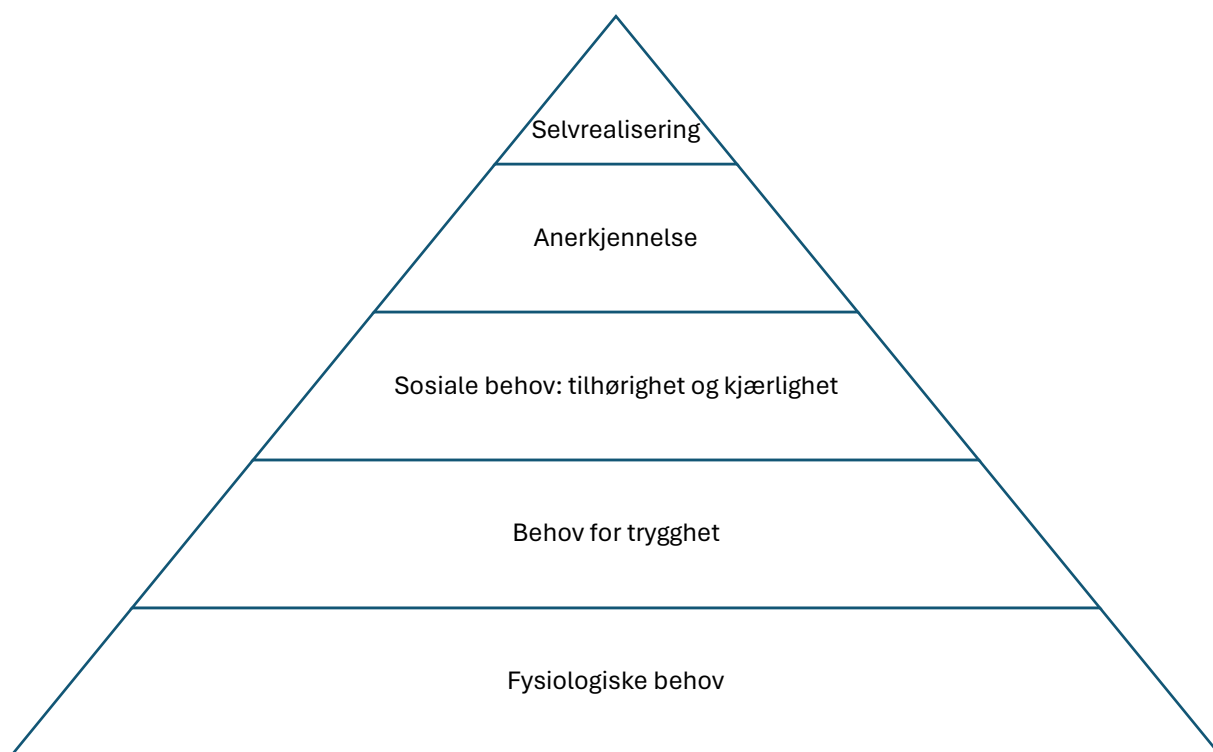 Selvrealisering
Anerkjennelse
Sosiale behov: tilhørighet og kjærlighet
Behov for trygghet
Fysiologiske behov